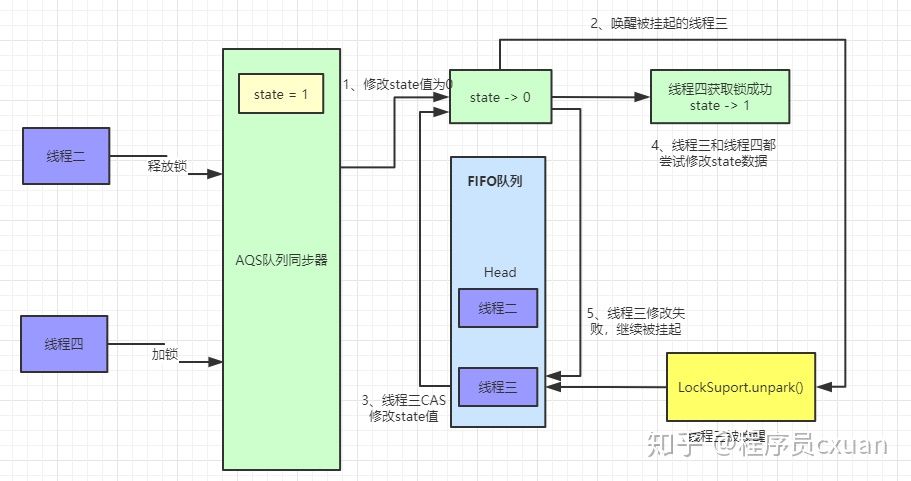 2、唤醒被挂起的线程三
state = 1
1、修改state值为0
state -> 0
线程四获取锁成功
state -> 1
线程二
释放锁
4、线程三和线程四都
尝试修改state数据
FIFO队列
AQS队列同步器
Head
线程二
5、线程三修改失
败，继续被挂起
线程四
加锁
线程三
3、线程三CAS
修改state值
LockSuport.unpark()
线程三被唤醒
知乎 @程序员cxuan